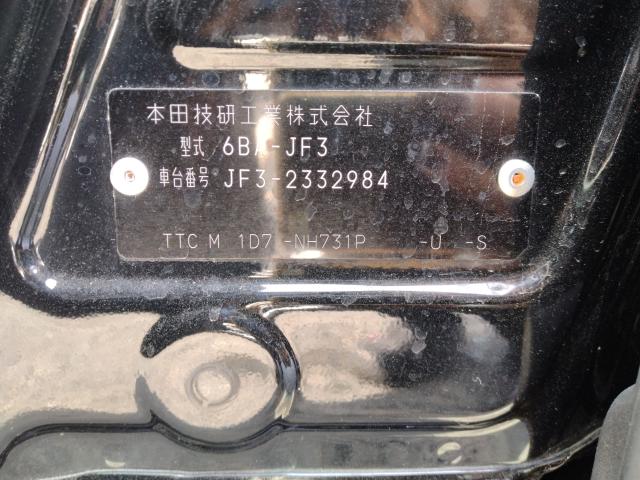 本田技研工業株式会社
型式 6BA-JF3
車台番号 JF3-2332984
TTC M 1D7 -NH731P -U -S